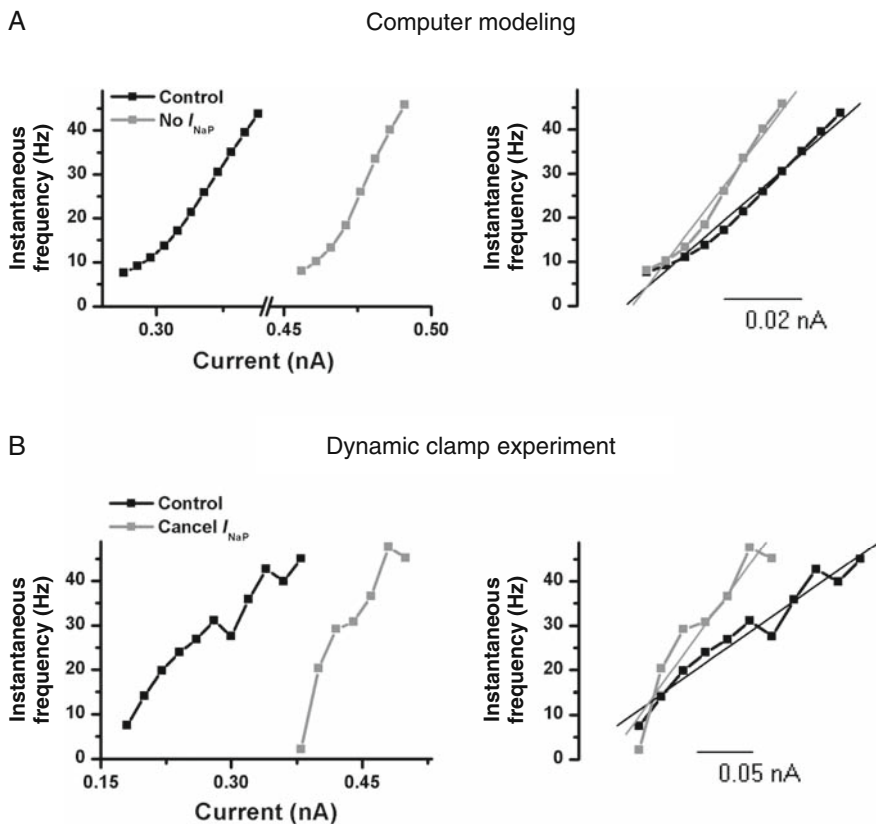 A
Computer modeling
Control
No I_NaP
Instantaneous
frequency (Hz)
40
30
20
10
0
0.30
0.45
0.50
Current (nA)
Instantaneous
frequency (Hz)
40
30
20
10
0
0.02 nA
B
Dynamic clamp experiment
Control
Cancel I_NaP
Instantaneous
frequency (Hz)
40
30
20
10
0
0.15
0.30
0.45
Current (nA)
Instantaneous
frequency (Hz)
40
30
20
10
0
0.05 nA